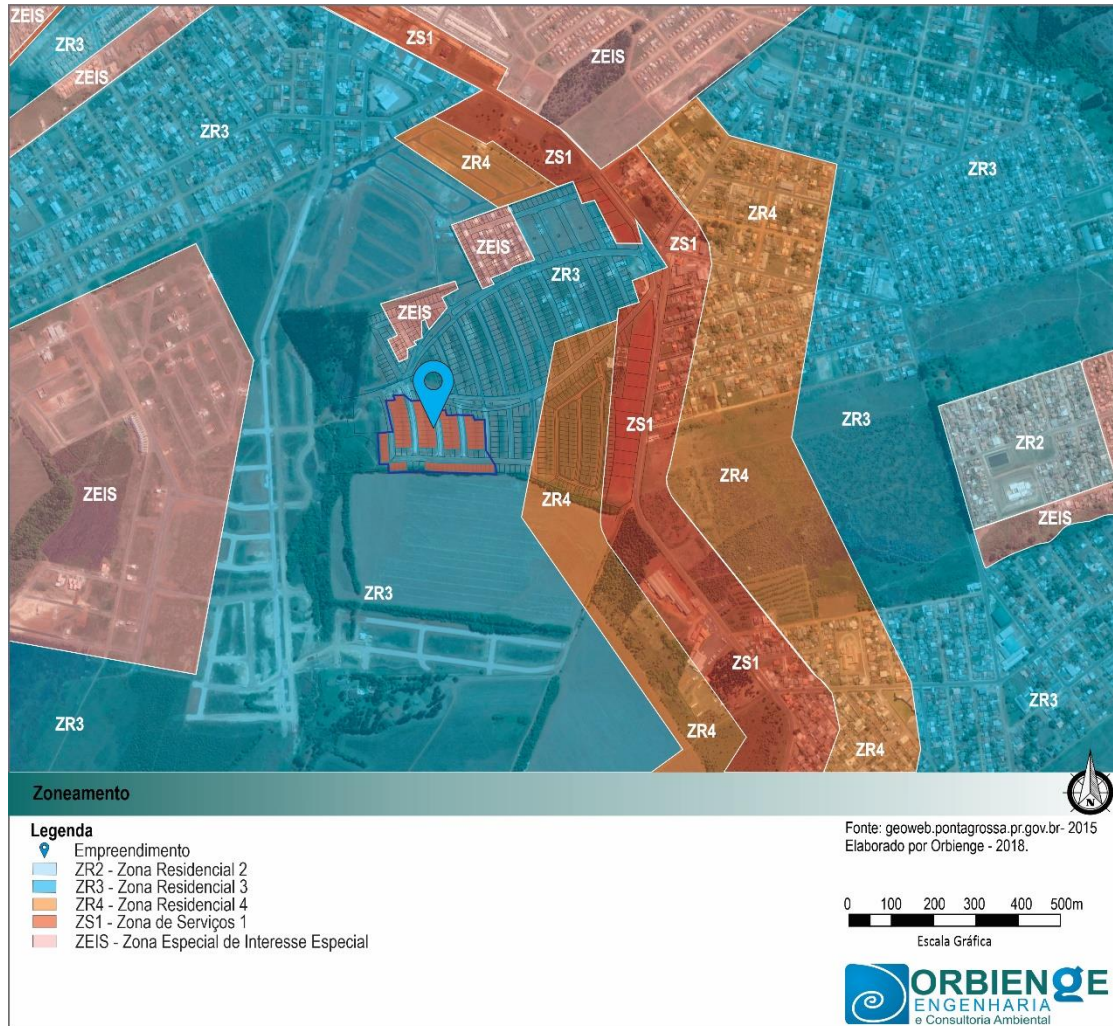 ZEIS
ZR3
ZEIS
ZS1
ZEIS
ZR3
ZR4
ZS1
ZR3
ZR4
ZEIS
ZS1
ZR3
ZEIS
ZS1
ZR3
ZR2
ZEIS
ZR4
ZR4
ZEIS
ZR3
ZS1
ZR3
ZR3
ZR4
ZR4
Zoneamento
Legenda
Empreendimento
ZR2 - Zona Residencial 2
ZR3 - Zona Residencial 3
ZR4 - Zona Residencial 4
ZS1 - Zona de Serviços 1
ZEIS - Zona Especial de Interesse Especial
N
Fonte: geoweb.pontagrossa.pr.gov.br- 2015
Elaborado por Orbienge - 2018.
0 100 200 300 400 500m
Escala Gráfica
ORBIENGE
ENGENHARIA
e Consultoria Ambiental